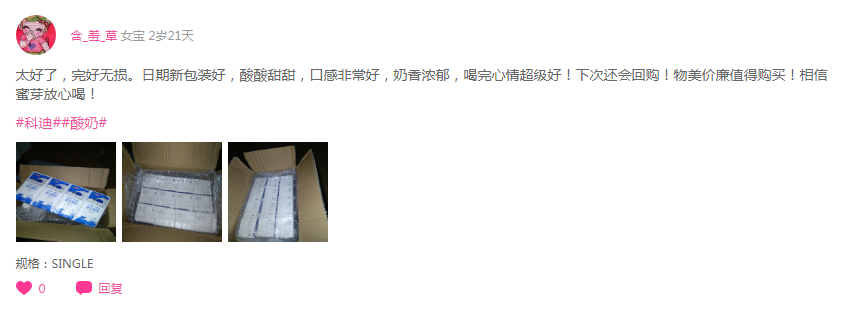 含_羞_草 女宝 2岁21天
太好了，完好无损。日期新包装好，酸酸甜甜，口感非常好，奶香浓郁，喝完心情超级好！下次还会回购！物美价廉值得购买！相信
蜜芽放心喝！
#科迪##酸奶#
规格：SINGLE
0 回复